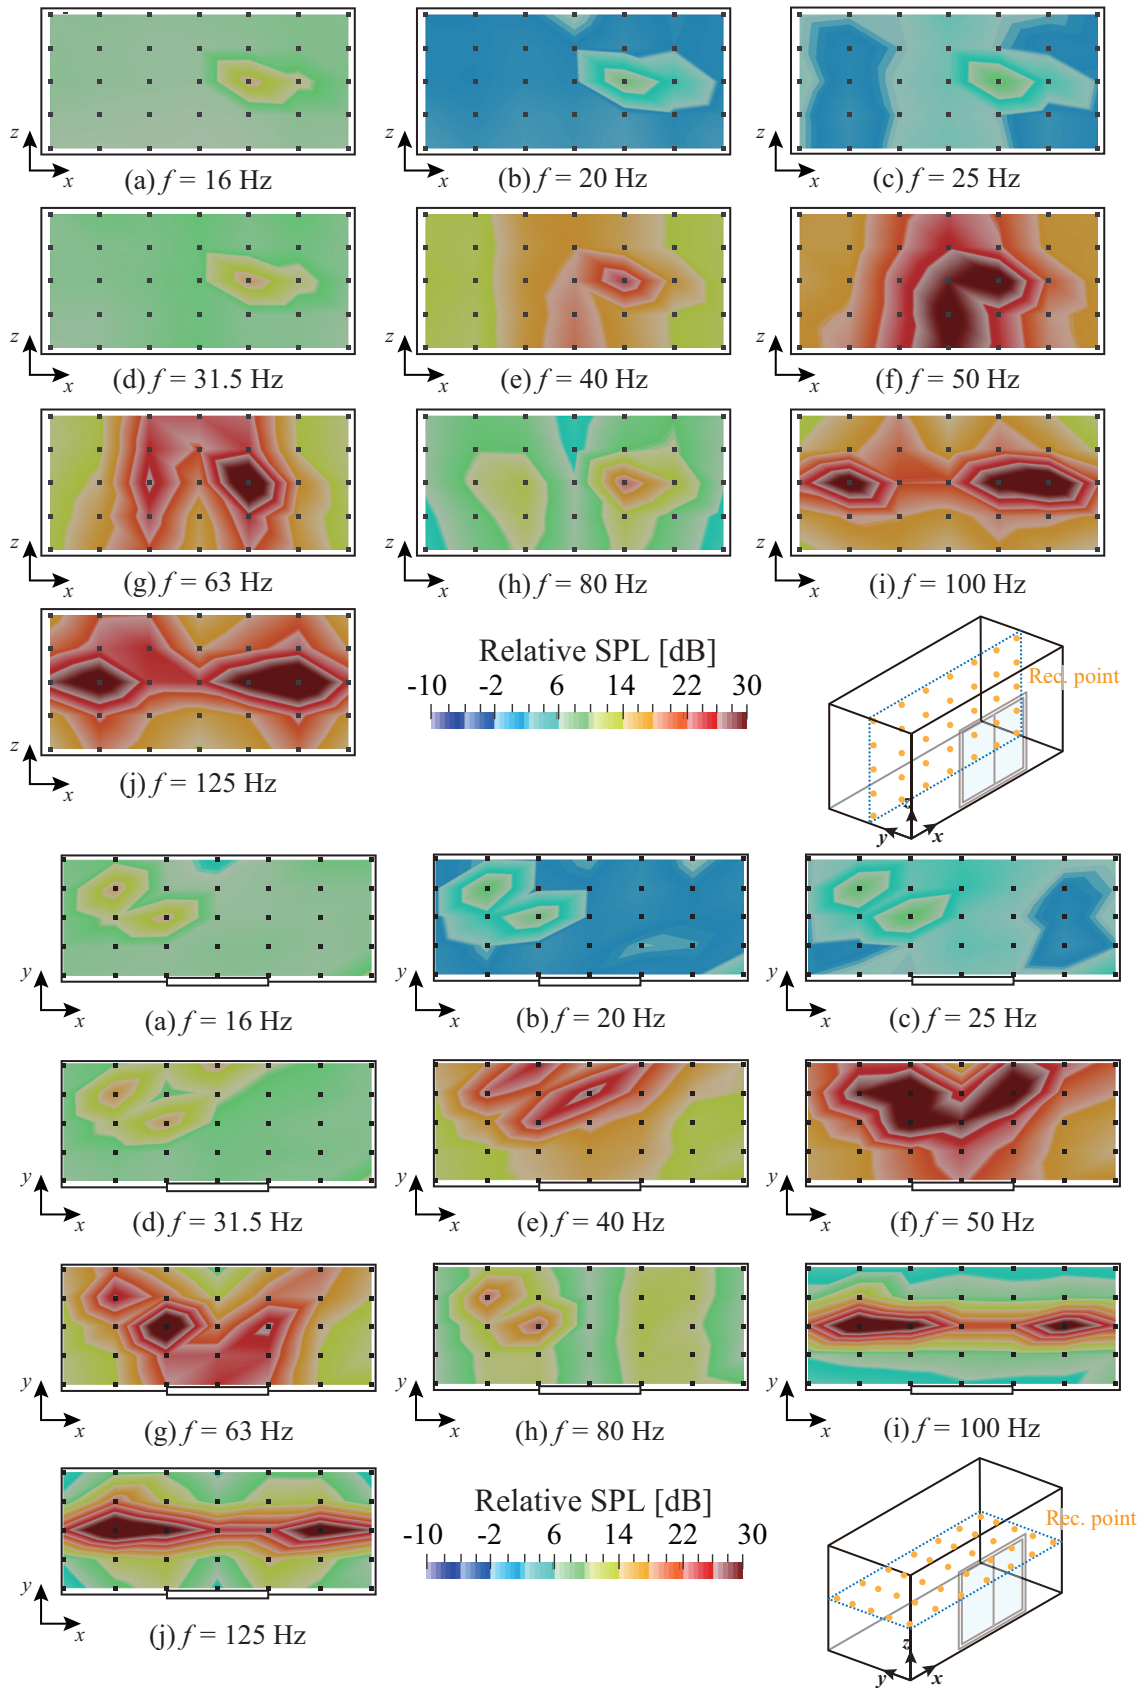 z
x
(a) f = 16 Hz
z
x
(b) f = 20 Hz
z
x
(c) f = 25 Hz
z
x
(d) f = 31.5 Hz
z
x
(e) f = 40 Hz
z
x
(f) f = 50 Hz
z
x
(g) f = 63 Hz
z
x
(h) f = 80 Hz
z
x
(i) f = 100 Hz
z
x
(j) f = 125 Hz
Relative SPL [dB]
-10 -2 6 14 22 30
Rec. point
z
y
x
y
x
(a) f = 16 Hz
y
x
(b) f = 20 Hz
y
x
(c) f = 25 Hz
y
x
(d) f = 31.5 Hz
y
x
(e) f = 40 Hz
y
x
(f) f = 50 Hz
y
x
(g) f = 63 Hz
y
x
(h) f = 80 Hz
y
x
(i) f = 100 Hz
y
x
(j) f = 125 Hz
Relative SPL [dB]
-10 -2 6 14 22 30
Rec. point
z
y
x